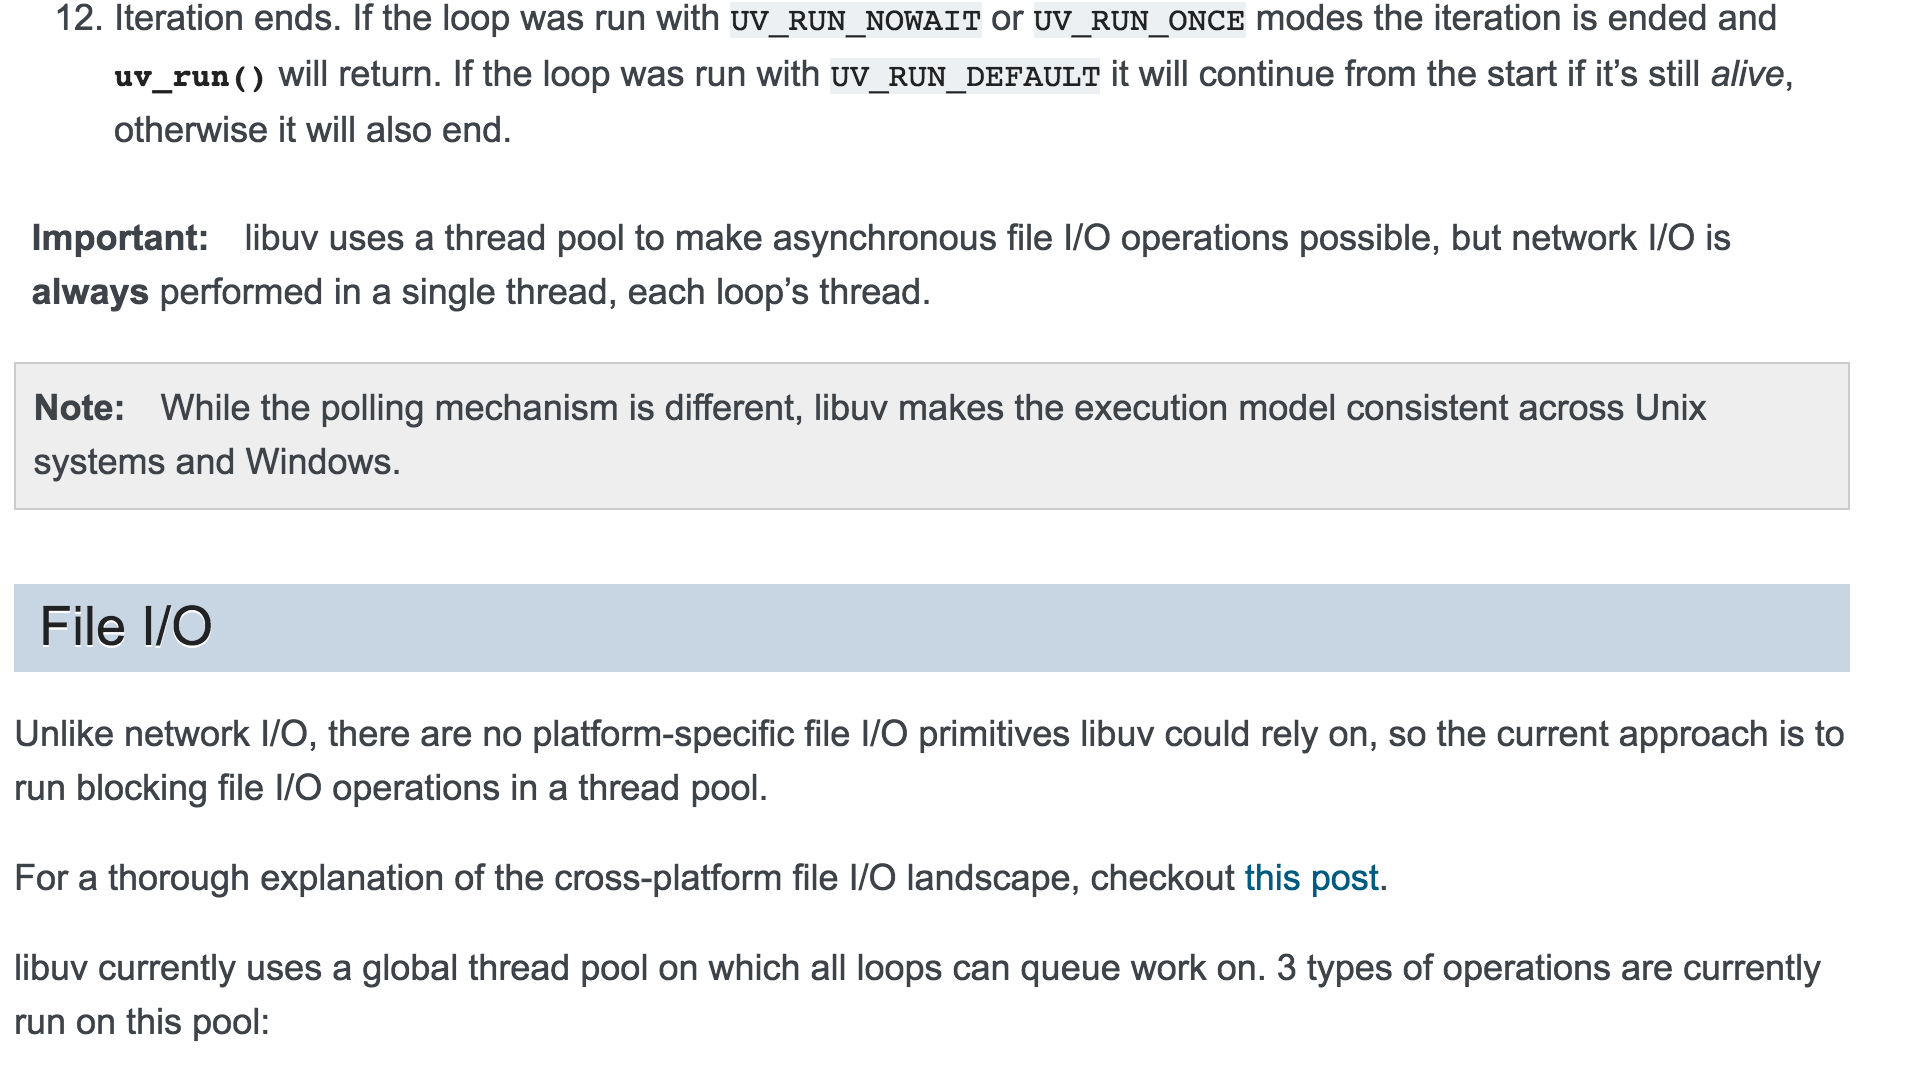 12. Iteration ends. If the loop was run with UV_RUN_NOWAIT or UV_RUN_ONCE modes the iteration is ended and
uv_run() will return. If the loop was run with UV_RUN_DEFAULT it will continue from the start if it’s still alive,
otherwise it will also end.
Important: libuv uses a thread pool to make asynchronous file I/O operations possible, but network I/O is
always performed in a single thread, each loop’s thread.
Note: While the polling mechanism is different, libuv makes the execution model consistent across Unix
systems and Windows.
File I/O
Unlike network I/O, there are no platform-specific file I/O primitives libuv could rely on, so the current approach is to
run blocking file I/O operations in a thread pool.
For a thorough explanation of the cross-platform file I/O landscape, checkout this post.
libuv currently uses a global thread pool on which all loops can queue work on. 3 types of operations are currently
run on this pool: